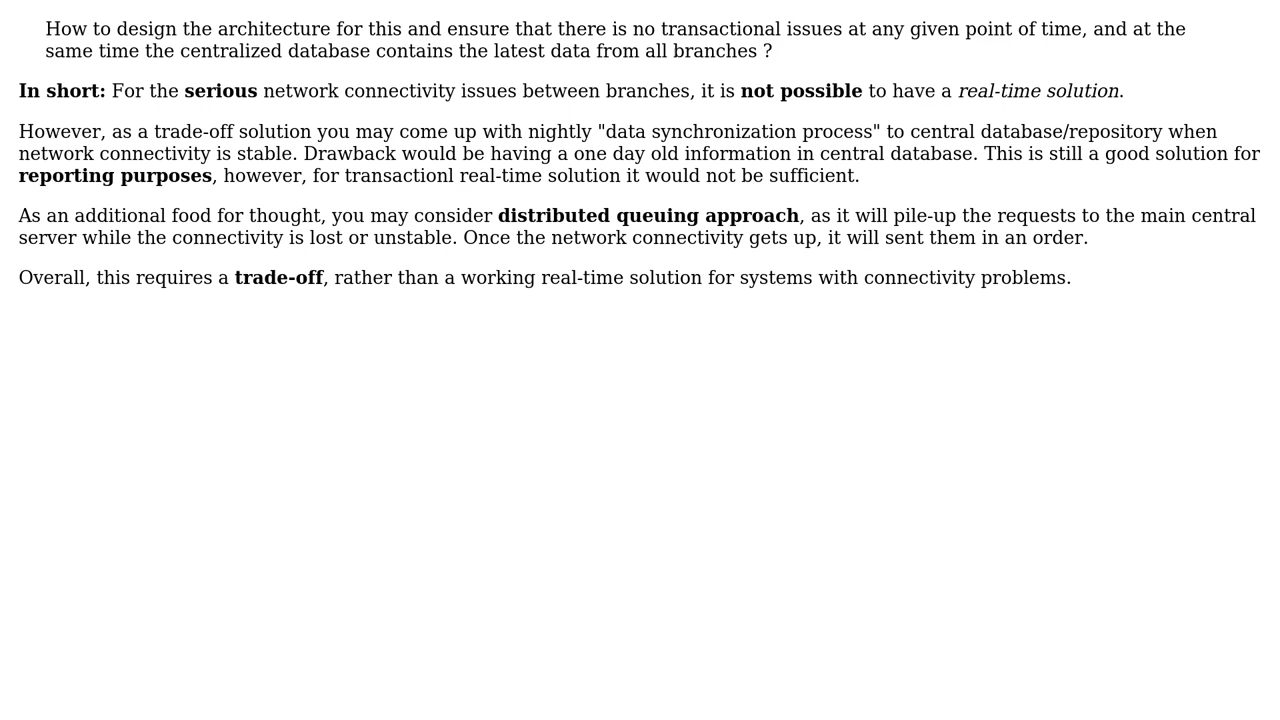 How to design the architecture for this and ensure that there is no transactional issues at any given point of time, and at the
same time the centralized database contains the latest data from all branches ?
In short: For the serious network connectivity issues between branches, it is not possible to have a real-time solution.
However, as a trade-off solution you may come up with nightly "data synchronization process" to central database/repository when
network connectivity is stable. Drawback would be having a one day old information in central database. This is still a good solution for
reporting purposes, however, for transactionl real-time solution it would not be sufficient.
As an additional food for thought, you may consider distributed queuing approach, as it will pile-up the requests to the main central
server while the connectivity is lost or unstable. Once the network connectivity gets up, it will sent them in an order.
Overall, this requires a trade-off, rather than a working real-time solution for systems with connectivity problems.